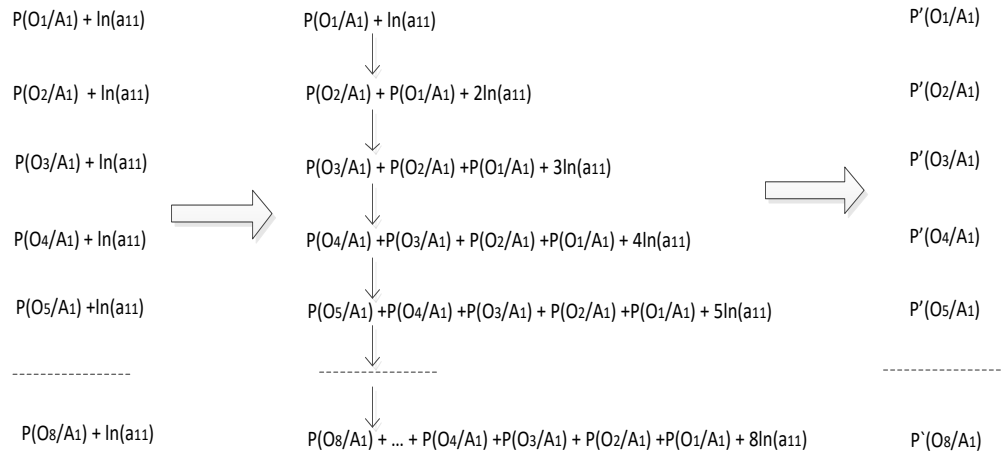 P(O1/A1) + ln(a11) P(O1/A1) + ln(a11) P'(O1/A1)
P(O2/A1) + ln(a11) P(O2/A1) + P(O1/A1) + 2ln(a11) P'(O2/A1)
P(O3/A1) + ln(a11) P(O3/A1) + P(O2/A1) +P(O1/A1) + 3ln(a11) P'(O3/A1)
P(O4/A1) + ln(a11) P(O4/A1) +P(O3/A1) + P(O2/A1) +P(O1/A1) + 4ln(a11) P'(O4/A1)
P(O5/A1) +ln(a11) P(O5/A1) +P(O4/A1) +P(O3/A1) + P(O2/A1) +P(O1/A1) + 5ln(a11) P'(O5/A1)
P(O8/A1) + ln(a11) P(O8/A1) + ... + P(O4/A1) +P(O3/A1) + P(O2/A1) +P(O1/A1) + 8ln(a11) P`(O8/A1)